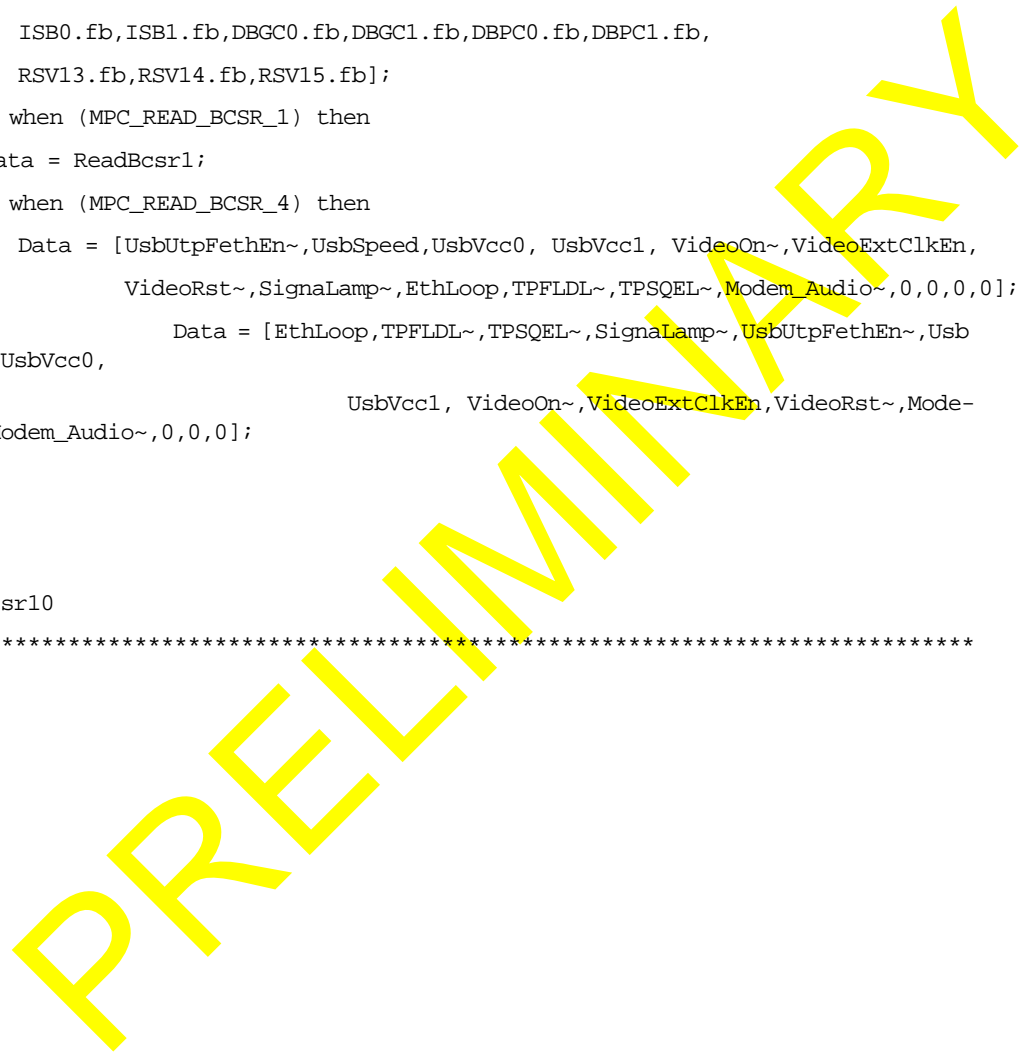 ISB0.fb,ISB1.fb,DBGC0.fb,DBGC1.fb,DBPC0.fb,DBPC1.fb,
RSV13.fb,RSV14.fb,RSV15.fb];
when (MPC_READ_BCSR_1) then
ata = ReadBcsr1;
when (MPC_READ_BCSR_4) then
Data = [UsbUtpFethEn~,UsbSpeed,UsbVcc0, UsbVcc1, VideoOn~,VideoExtClkEn,
VideoRst~,SignaLamp~,EthLoop,TPFLDL~,TPSQEL~,Modem_Audio~,0,0,0,0];
Data = [EthLoop,TPFLDL~,TPSQEL~,SignaLamp~,UsbUtpFethEn~,Usb
UsbVcc0,
UsbVcc1, VideoOn~,VideoExtClkEn,VideoRst~,Mode-
Modem_Audio~,0,0,0];
sr10
*************************************************************************
PRELIMINARY